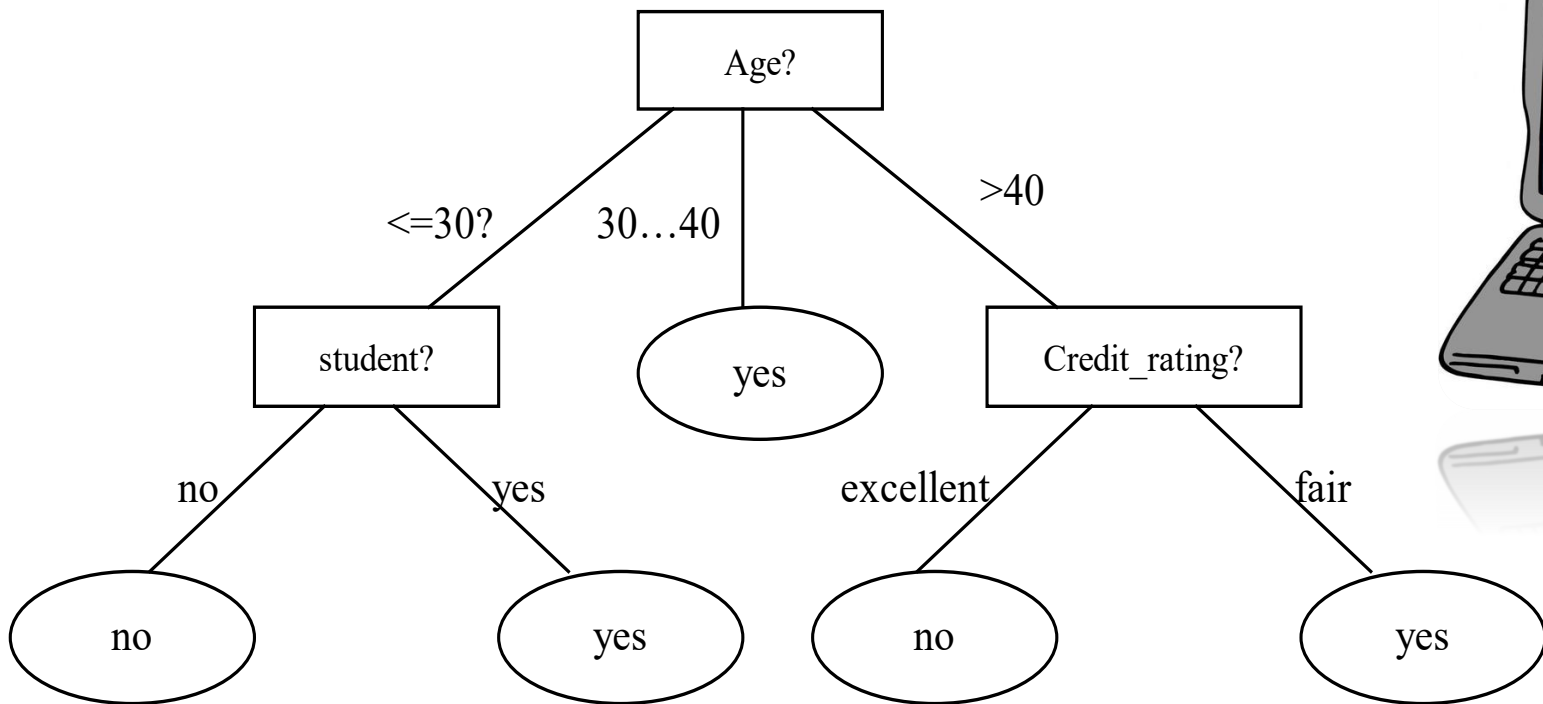 Age?
<=30?
30…40
>40
student?
yes
Credit_rating?
no
yes
excellent
fair
no
yes
no
yes